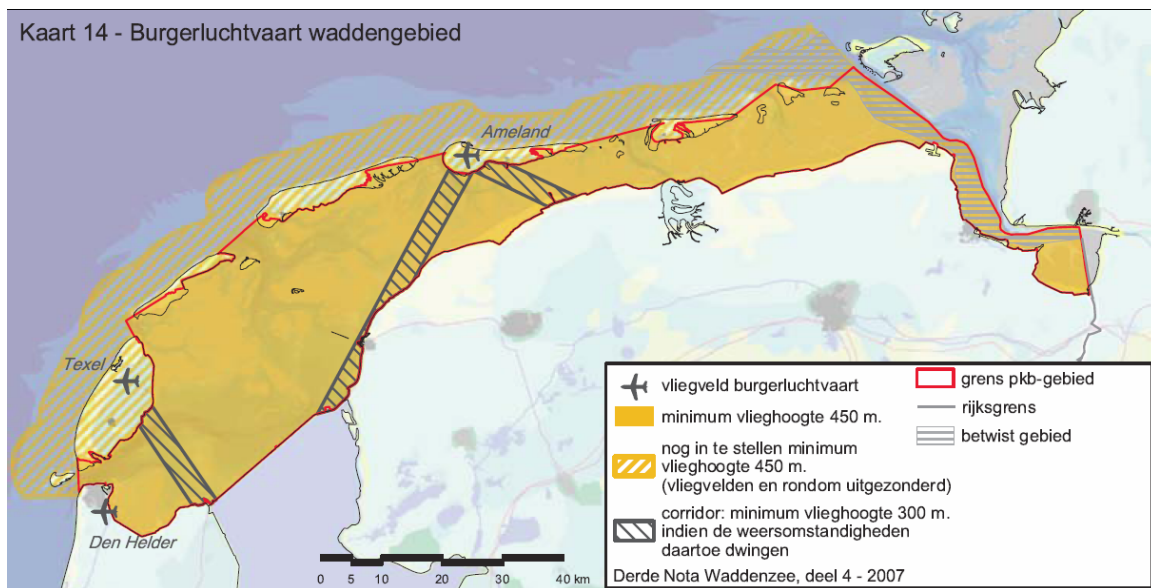 Kaart 14 - Burgerluchtvaart waddengebied
Ameland
Texel
Den Helder
vliegveld burgerluchtvaart
minimum vlieghoogte 450 m.
nog in te stellen minimum
vlieghoogte 450 m.
(vliegvelden en rondom uitgezonderd)
corridor: minimum vlieghoogte 300 m.
indien de weersomstandigheden
daartoe dwingen
grens pkb-gebied
rijksgrens
betwist gebied
0 5 10 20 30 40 km
Derde Nota Waddenzee, deel 4 - 2007